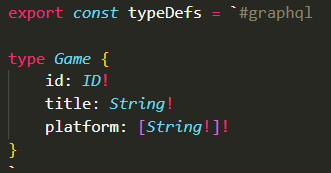 export const typeDefs = `#graphql
type Game {
id: ID!
title: String!
platform: [String!]!
}
`